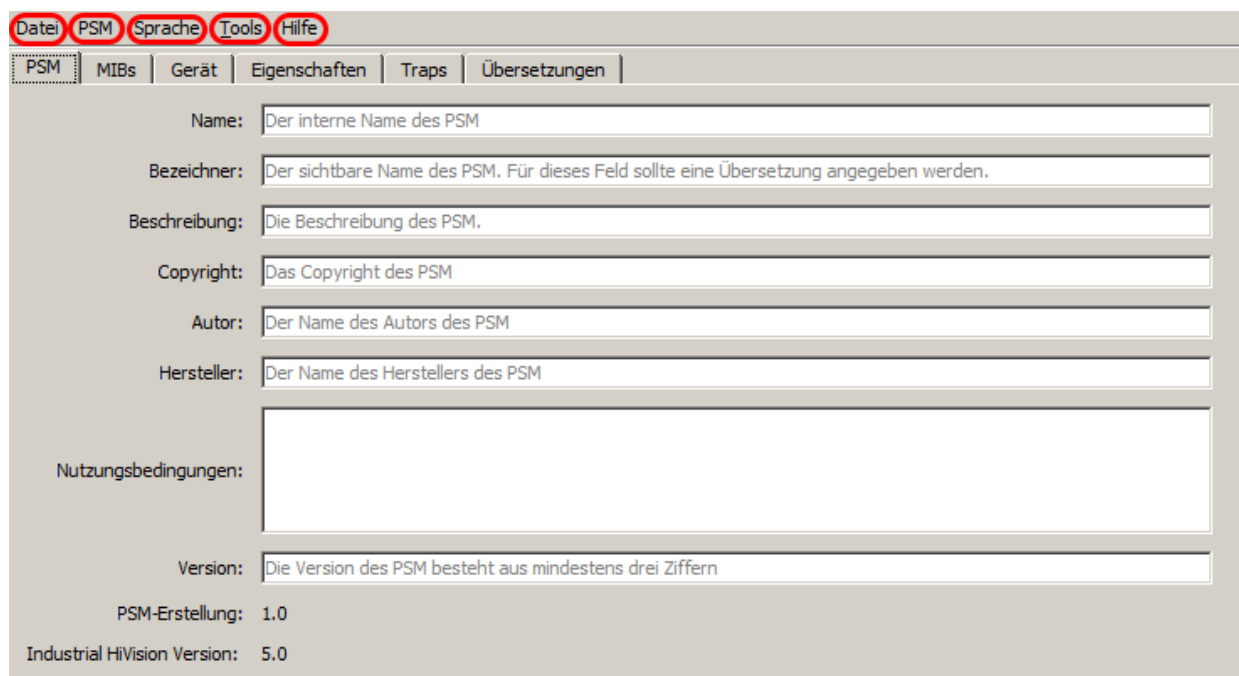 Datei PSM Sprache Tools Hilfe
PSM MIBs Gerät Eigenschaften Traps Übersetzungen
Name: Der interne Name des PSM
Bezeichner: Der sichtbare Name des PSM. Für dieses Feld sollte eine Übersetzung angegeben werden.
Beschreibung: Die Beschreibung des PSM.
Copyright: Das Copyright des PSM
Autor: Der Name des Autors des PSM
Hersteller: Der Name des Herstellers des PSM
Nutzungsbedingungen:
Version: Die Version des PSM besteht aus mindestens drei Ziffern
PSM-Erstellung: 1.0
Industrial HiVision Version: 5.0